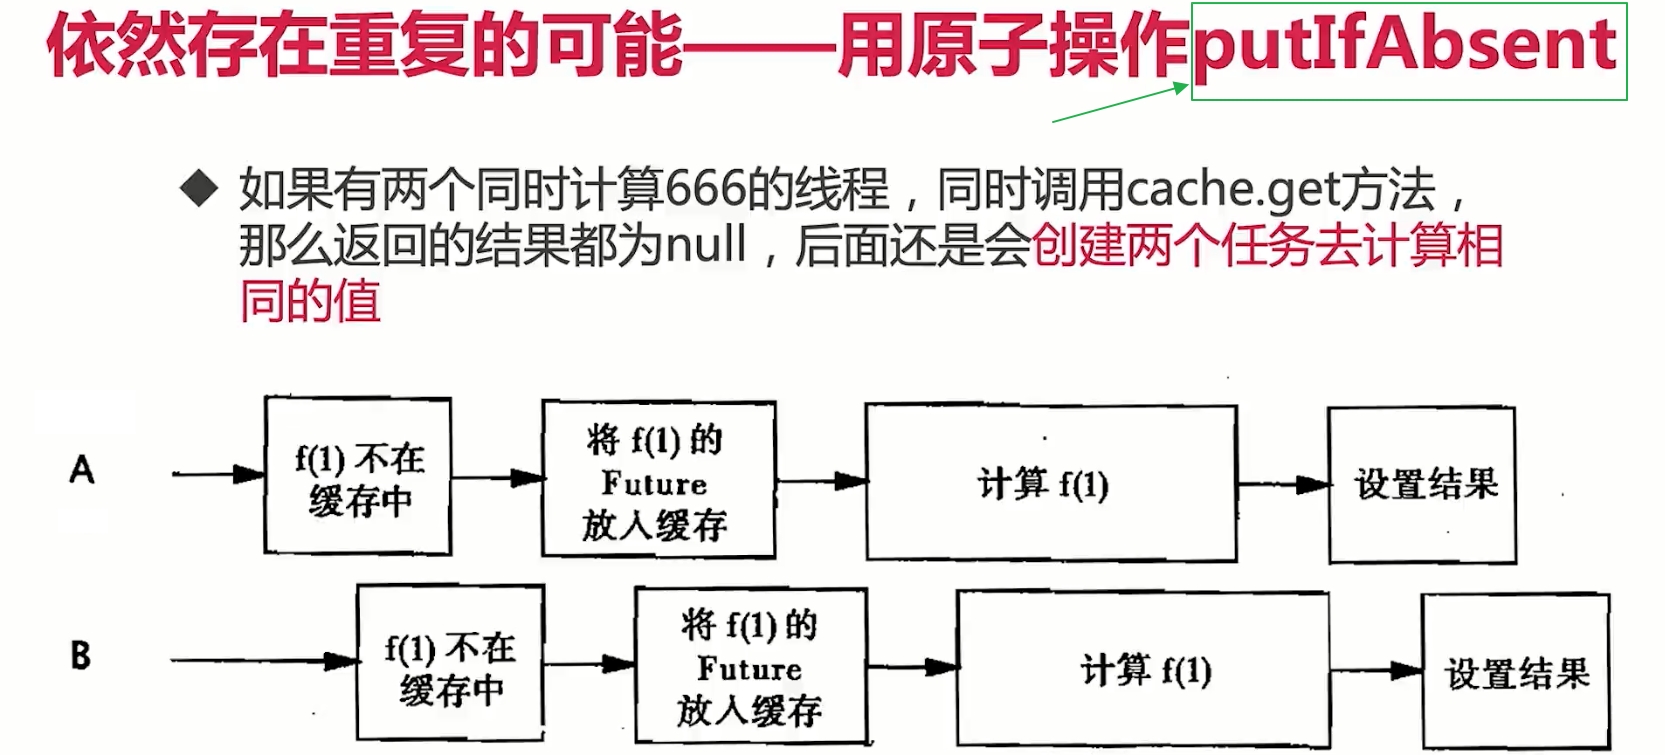 依然存在重复的可能——用原子操作putIfAbsent
◆ 如果有两个同时计算666的线程，同时调用cache.get方法，
那么返回的结果都为null，后面还是会创建两个任务去计算相
同的值
A
f(1) 不在
缓存中
将 f(1) 的
Future
放入缓存
计算 f(1)
设置结果
B
f(1) 不在
缓存中
将 f(1) 的
Future
放入缓存
计算 f(1)
设置结果